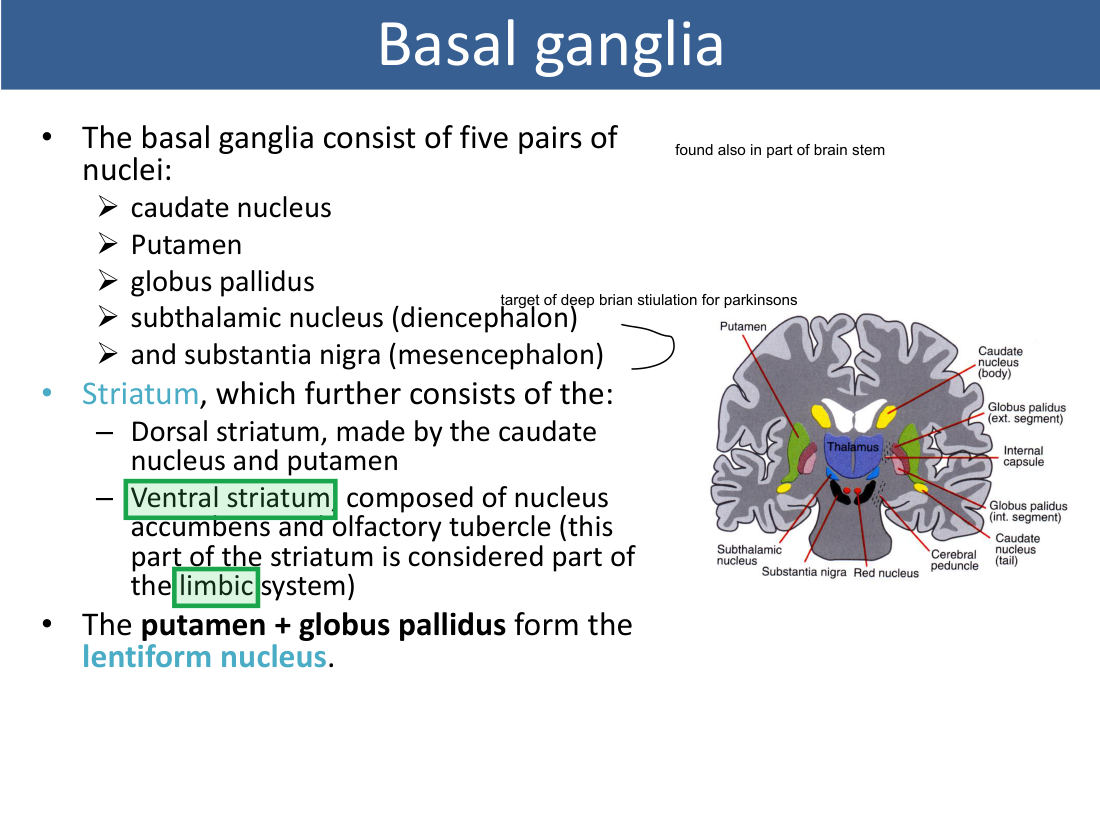 Basal ganglia
• The basal ganglia consist of five pairs of
nuclei:
found also in part of brain stem
➢ caudate nucleus
➢ Putamen
➢ globus pallidus
target of deep brian stiulation for parkinsons
➢ subthalamic nucleus (diencephalon)
➢ and substantia nigra (mesencephalon)
• Striatum, which further consists of the:
– Dorsal striatum, made by the caudate
nucleus and putamen
– Ventral striatum, composed of nucleus
accumbens and olfactory tubercle (this
part of the striatum is considered part of
the limbic system)
• The putamen + globus pallidus form the
lentiform nucleus.
Putamen
Caudate
nucleus
(body)
Globus palidus
(ext. segment)
Thalamus
Internal
capsule
Globus palidus
(int. segment)
Caudate
nucleus
(tail)
Subthalamic
nucleus
Cerebral
peduncle
Substantia nigra
Red nucleus